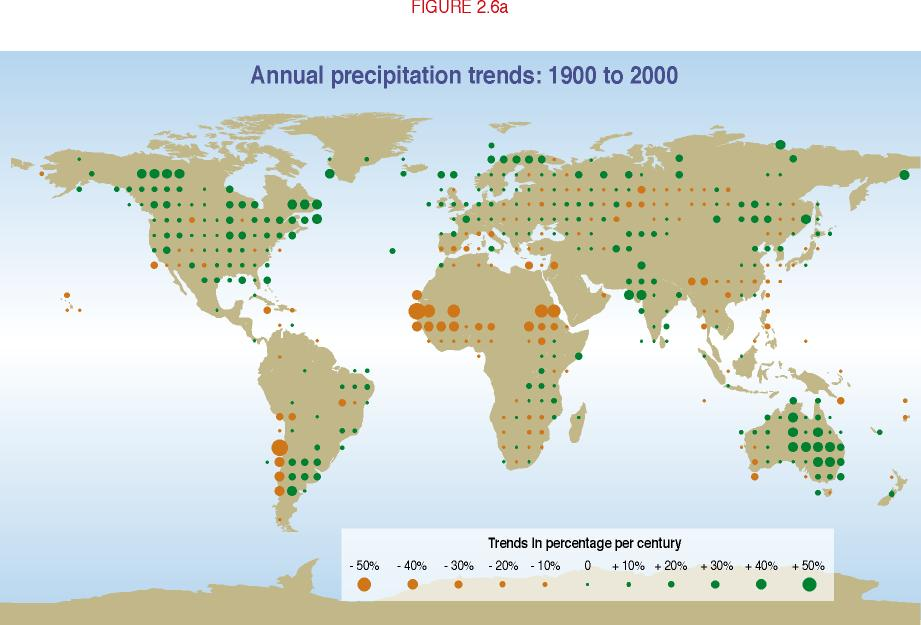 FIGURE 2.6a
Annual precipitation trends: 1900 to 2000
Trends in percentage per century
- 50% - 40% - 30% - 20% - 10% 0 + 10% + 20% + 30% + 40% + 50%